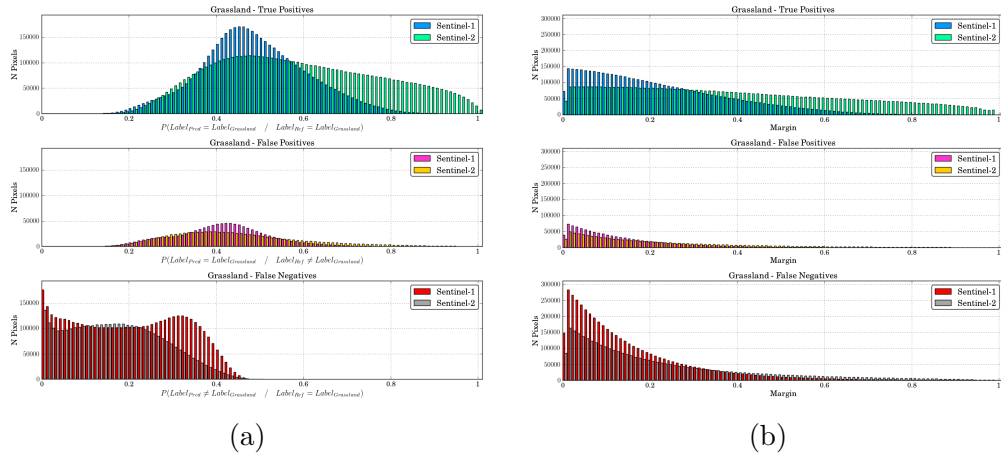 Grassland - True Positives
Sentinel-1
Sentinel-2
N Pixels
150000
100000
50000
0
0 0.2 0.4 0.6 0.8 1
P(Label_Pred = Label_Grassland / Label_Ref = Label_Grassland)
Grassland - False Positives
Sentinel-1
Sentinel-2
N Pixels
150000
100000
50000
0
0 0.2 0.4 0.6 0.8 1
P(Label_Pred = Label_Grassland / Label_Ref ≠ Label_Grassland)
Grassland - False Negatives
Sentinel-1
Sentinel-2
N Pixels
150000
100000
50000
0
0 0.2 0.4 0.6 0.8 1
P(Label_Pred ≠ Label_Grassland / Label_Ref = Label_Grassland)
(a)
Grassland - True Positives
Sentinel-1
Sentinel-2
N Pixels
300000
250000
200000
150000
100000
50000
0
0.2 0.4 0.6 0.8 1
Margin
Grassland - False Positives
Sentinel-1
Sentinel-2
N Pixels
300000
250000
200000
150000
100000
50000
0
0.2 0.4 0.6 0.8 1
Margin
Grassland - False Negatives
Sentinel-1
Sentinel-2
N Pixels
300000
250000
200000
150000
100000
50000
0
0.2 0.4 0.6 0.8 1
Margin
(b)